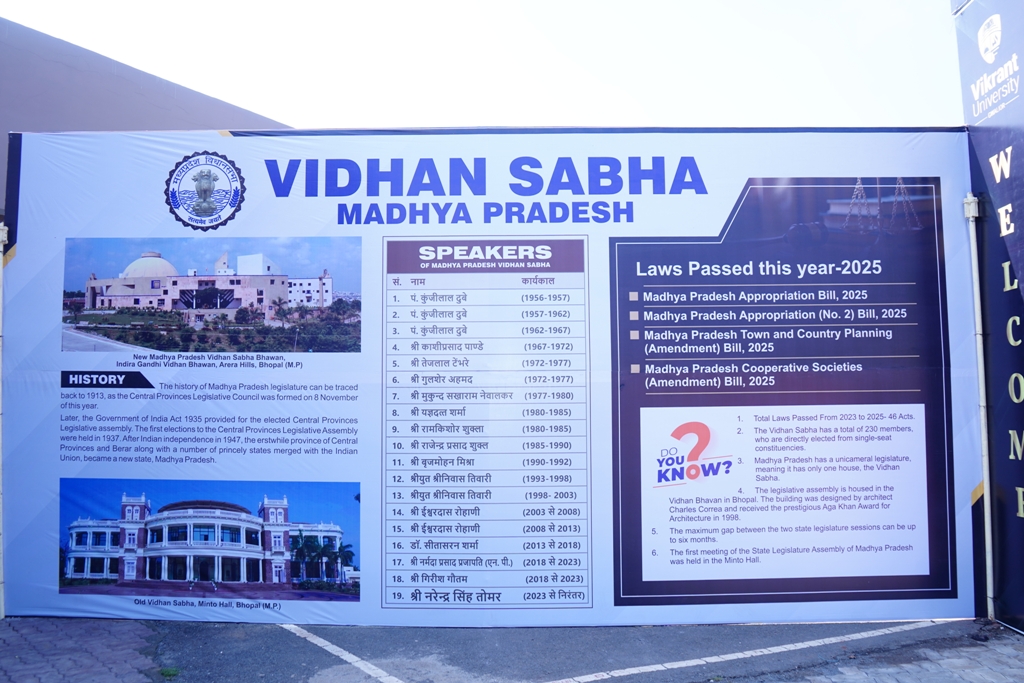 मध्यप्रदेश विधानसभा
सत्यमेव जयते
VIDHAN SABHA
MADHYA PRADESH
New Madhya Pradesh Vidhan Sabha Bhawan,
Indira Gandhi Vidhan Bhavan, Arera Hills, Bhopal (M.P)
HISTORY
The history of Madhya Pradesh legislature can be traced
back to 1913, as the Central Provinces Legislative Council was formed on 8 November
of this year.
Later, the Government of India Act 1935 provided for the elected Central Provinces
Legislative assembly. The first elections to the Central Provinces Legislative Assembly
were held in 1937. After Indian independence in 1947, the erstwhile province of Central
Provinces and Berar along with a number of princely states merged with the Indian
Union, became a new state, Madhya Pradesh.
Old Vidhan Sabha, Minto Hall, Bhopal (M.P.)
SPEAKERS
OF MADHYA PRADESH VIDHAN SABHA
सं. नाम कार्यकाल
1. पं. कुंजीलाल दुबे (1956-1957)
2. पं. कुंजीलाल दुबे (1957-1962)
3. पं. कुंजीलाल दुबे (1962-1967)
4. श्री काशीप्रसाद पाण्डे (1967-1972)
5. श्री तेजलाल टेंभरे (1972-1977)
6. श्री गुलशेर अहमद (1972-1977)
7. श्री मुकुन्द सखाराम नेवालकर (1977-1980)
8. श्री यज्ञदत्त शर्मा (1980-1985)
9. श्री रामकिशोर शुक्ला (1980-1985)
10. श्री राजेन्द्र प्रसाद शुक्ल (1985-1990)
11. श्री बृजमोहन मिश्रा (1990-1992)
12. श्रीयुत श्रीनिवास तिवारी (1993-1998)
13. श्रीयुत श्रीनिवास तिवारी (1998- 2003)
14. श्री ईश्वरदास रोहाणी (2003 से 2008)
15. श्री ईश्वरदास रोहाणी (2008 से 2013)
16. डॉ. सीतासरन शर्मा (2013 से 2018)
17. श्री नर्मदा प्रसाद प्रजापति (एन. पी.) (2018 से 2023)
18. श्री गिरीश गौतम (2018 से 2023)
19. श्री नरेन्द्र सिंह तोमर (2023 से निरंतर)
Laws Passed this year-2025
Madhya Pradesh Appropriation Bill, 2025
Madhya Pradesh Appropriation (No. 2) Bill, 2025
Madhya Pradesh Town and Country Planning
(Amendment) Bill, 2025
Madhya Pradesh Cooperative Societies
(Amendment) Bill, 2025
DO
YOU
KNOW?
1. Total Laws Passed From 2023 to 2025- 46 Acts.
2. The Vidhan Sabha has a total of 230 members,
who are directly elected from single-seat
constituencies.
3. Madhya Pradesh has a unicameral legislature,
meaning it has only one house, the Vidhan
Sabha.
4. The legislative assembly is housed in the
Vidhan Bhavan in Bhopal. The building was designed by architect
Charles Correa and received the prestigious Aga Khan Award for
Architecture in 1998.
5. The maximum gap between the two state legislature sessions can be up
to six months.
6. The first meeting of the State Legislature Assembly of Madhya Pradesh
was held in the Minto Hall.
Vikrant
University
WELCOME